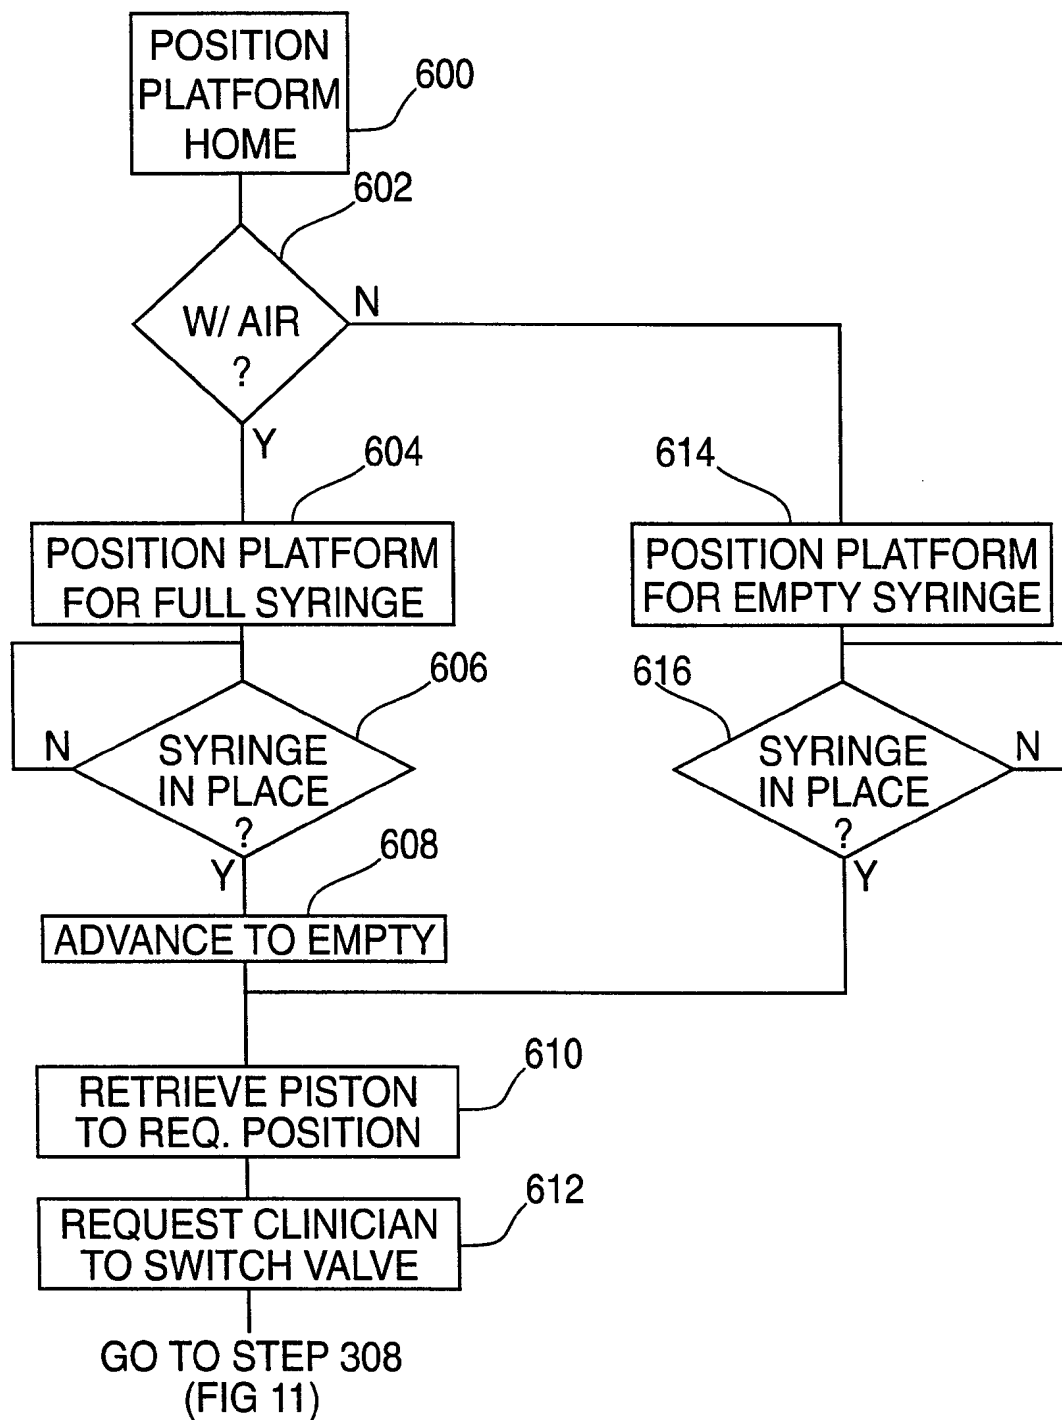 POSITION
PLATFORM
HOME
600
602
W/ AIR
?
N
Y
604
POSITION PLATFORM
FOR FULL SYRINGE
614
POSITION PLATFORM
FOR EMPTY SYRINGE
606
SYRINGE
IN PLACE
?
N
Y
616
SYRINGE
IN PLACE
?
N
Y
608
ADVANCE TO EMPTY
610
RETRIEVE PISTON
TO REQ. POSITION
612
REQUEST CLINICIAN
TO SWITCH VALVE
GO TO STEP 308
(FIG 11)